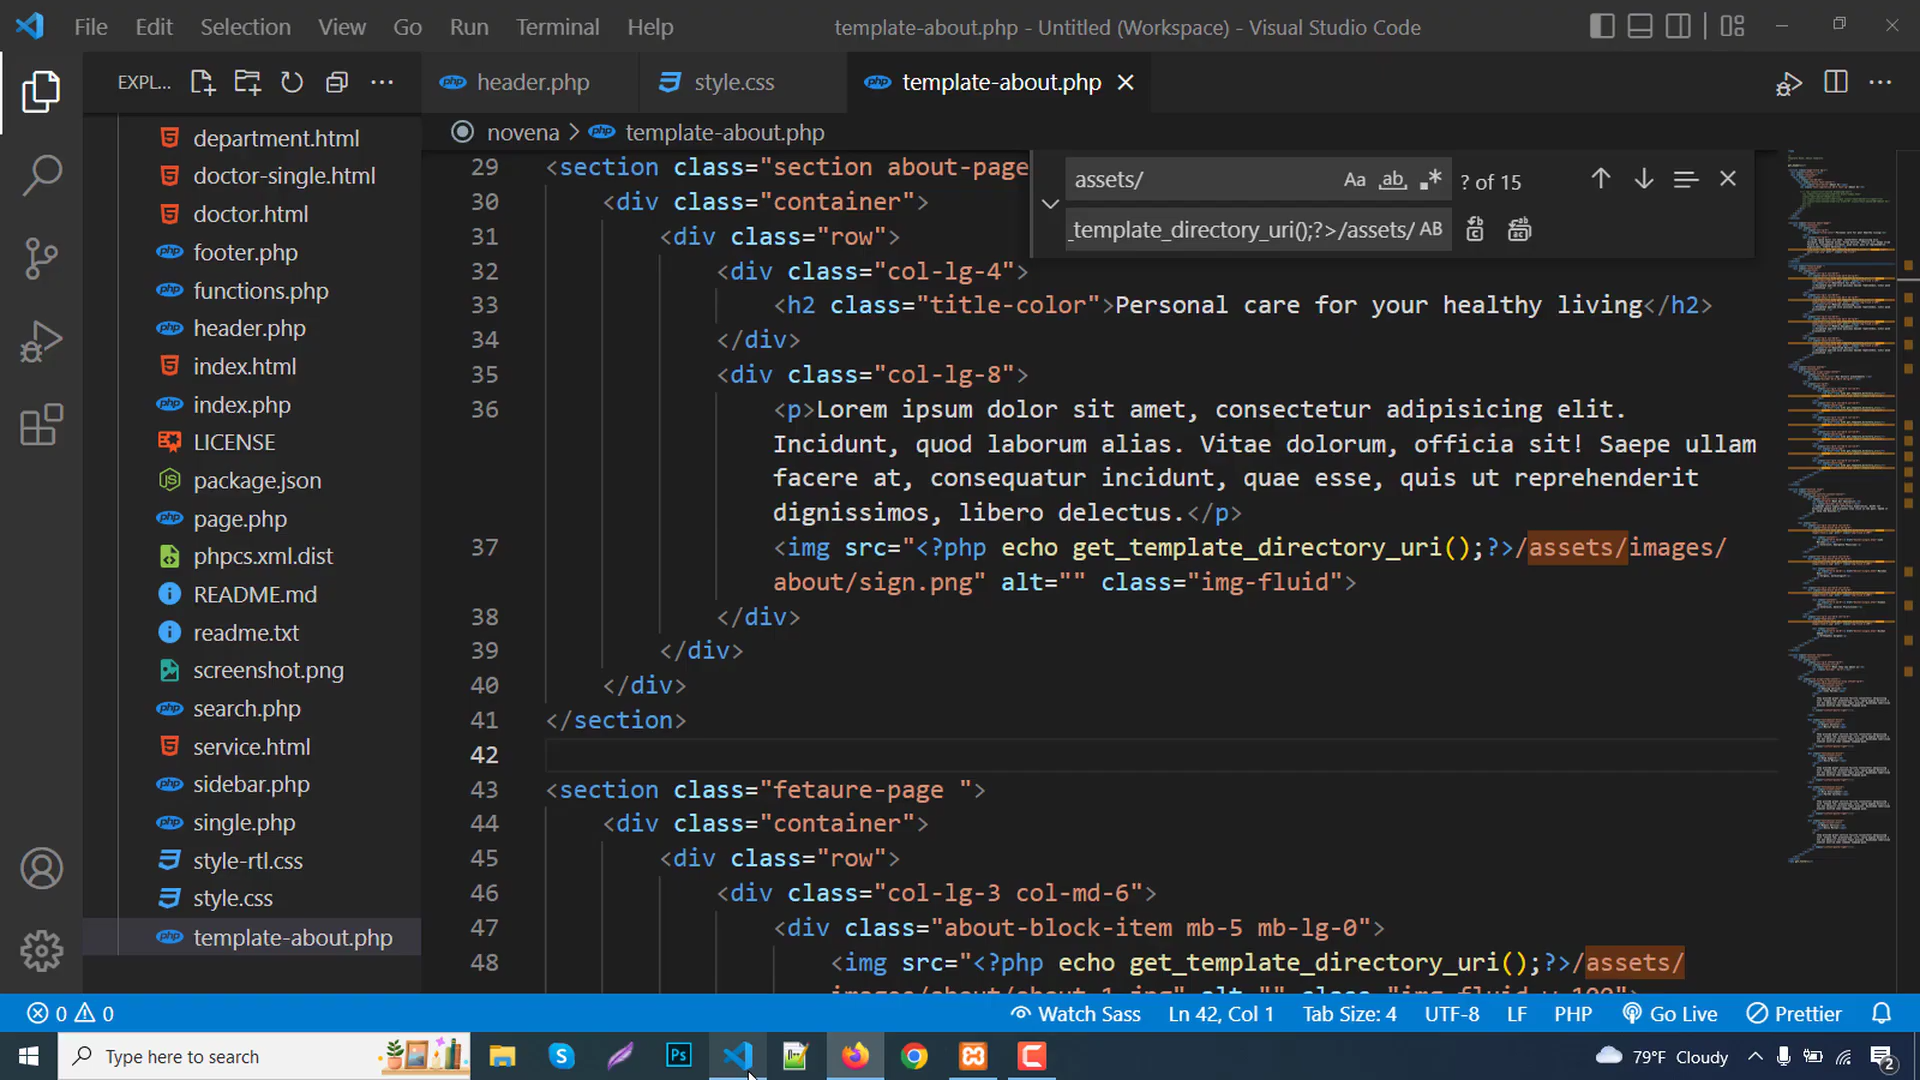 File Edit Selection View Go Run Terminal Help
template-about.php - Untitled (Workspace) - Visual Studio Code
EXPL...
header.php
style.css
template-about.php
novena > template-about.php
department.html
doctor-single.html
doctor.html
footer.php
functions.php
header.php
index.html
index.php
LICENSE
package.json
page.php
phpcs.xml.dist
README.md
readme.txt
screenshot.png
search.php
service.html
sidebar.php
single.php
style-rtl.css
style.css
template-about.php
assets/
Aa ab
? of 15
_template_directory_uri();?>/assets/ AB
29 <section class="section about-page
30 <div class="container">
31 <div class="row">
32 <div class="col-lg-4">
33 <h2 class="title-color">Personal care for your healthy living</h2>
34 </div>
35 <div class="col-lg-8">
36 <p>Lorem ipsum dolor sit amet, consectetur adipisicing elit.
Incidunt, quod laborum alias. Vitae dolorum, officia sit! Saepe ullam
facere at, consequatur incidunt, quae esse, quis ut reprehenderit
dignissimos, libero delectus.</p>
37 <img src="<?php echo get_template_directory_uri();?>/assets/images/
about/sign.png" alt="" class="img-fluid">
38 </div>
39 </div>
40 </div>
41 </section>
42
43 <section class="fetaure-page ">
44 <div class="container">
45 <div class="row">
46 <div class="col-lg-3 col-md-6">
47 <div class="about-block-item mb-5 mb-lg-0">
48 <img src="<?php echo get_template_directory_uri();?>/assets/
images/about/about-1.jpg" alt="" class="img-fluid w-100">
0 0
Watch Sass
Ln 42, Col 1
Tab Size: 4
UTF-8
LF
PHP
Go Live
Prettier
Type here to search
79°F Cloudy
2